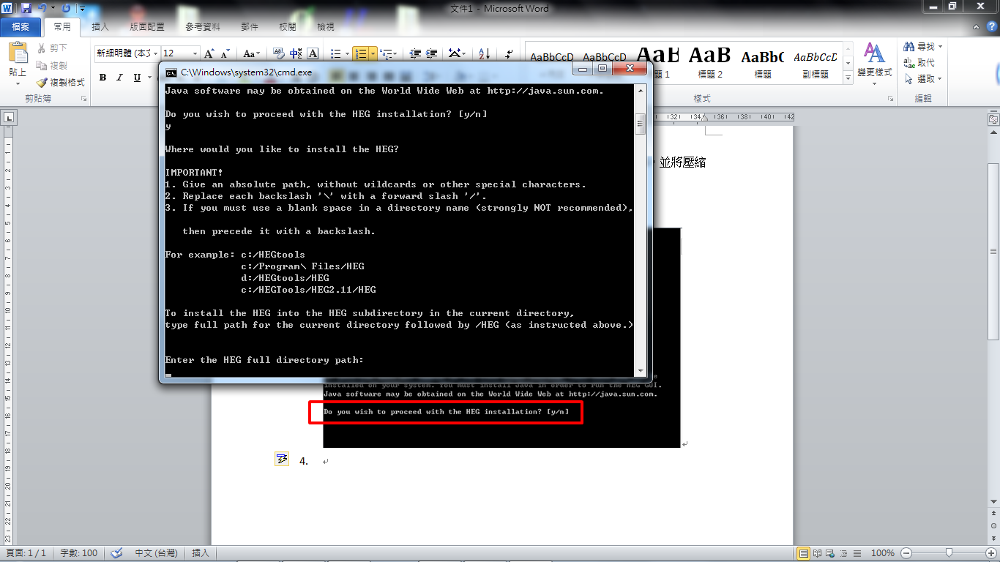 文件1 - Microsoft Word
檔案 常用 插入 版面配置 參考資料 郵件 校閱 檢視
貼上
剪下
複製
複製格式
剪貼簿
新細明體 (本文 12
B I U
AaBbCcD AaBbCcD AaB AaB AaBbC AaBbCcD
題 1 標題 2 標題 副標題
樣式
變更樣式
尋找
取代
選取
編輯
C:\Windows\system32\cmd.exe
Java software may be obtained on the World Wide Web at http://java.sun.com.
Do you wish to proceed with the HEG installation? [y/n]
y
Where would you like to install the HEG?
IMPORTANT!
1. Give an absolute path, without wildcards or other special characters.
2. Replace each backslash '\' with a forward slash '/'.
3. If you must use a blank space in a directory name (strongly NOT recommended),
then precede it with a backslash.
For example: c:/HEGtools
c:/Program\ Files/HEG
d:/HEGtools/HEG
c:/HEGTools/HEG2.11/HEG
To install the HEG into the HEG subdirectory in the current directory,
type full path for the current directory followed by /HEG (as instructed above.)
Enter the HEG full directory path:
，並將壓縮
installed on your system. You must install Java in order to run the HEG GUI.
Java software may be obtained on the World Wide Web at http://java.sun.com.
Do you wish to proceed with the HEG installation? [y/n]
4.
頁面: 1 / 1 字數: 100 中文 (台灣) 插入 100%